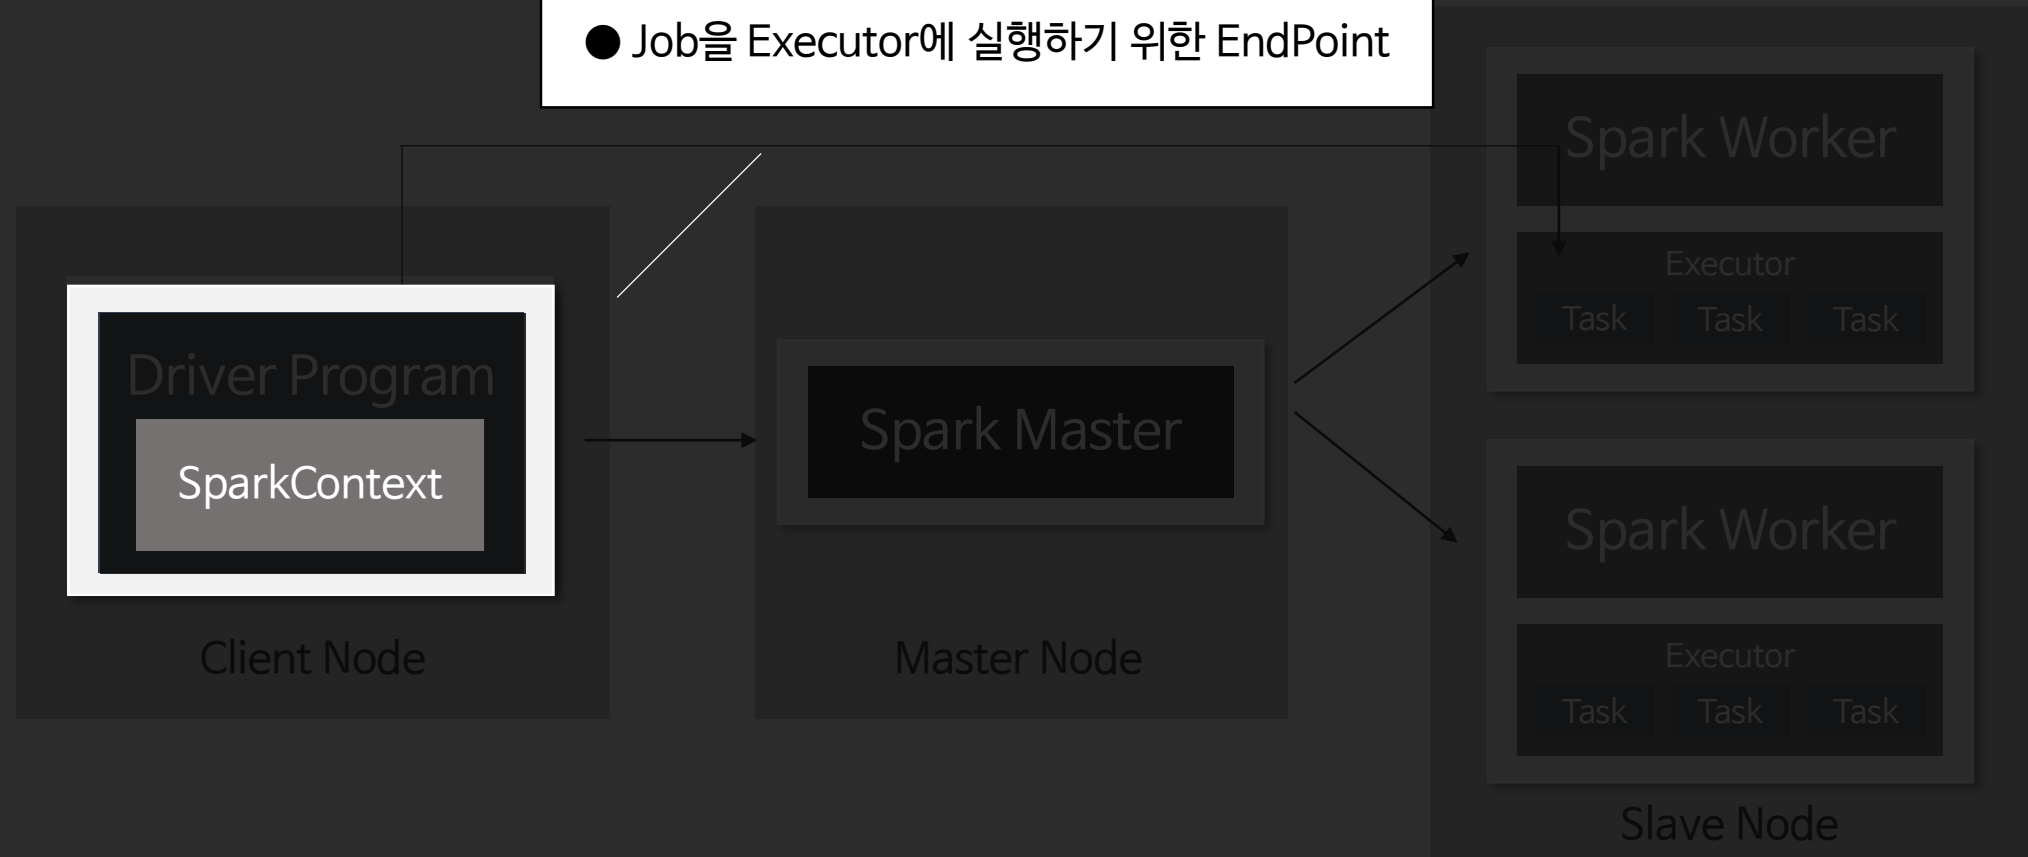 ● Job을 Executor에 실행하기 위한 EndPoint
Spark Worker
Executor
Task Task Task
Driver Program
SparkContext
Client Node
Spark Master
Master Node
Spark Worker
Executor
Task Task Task
Slave Node